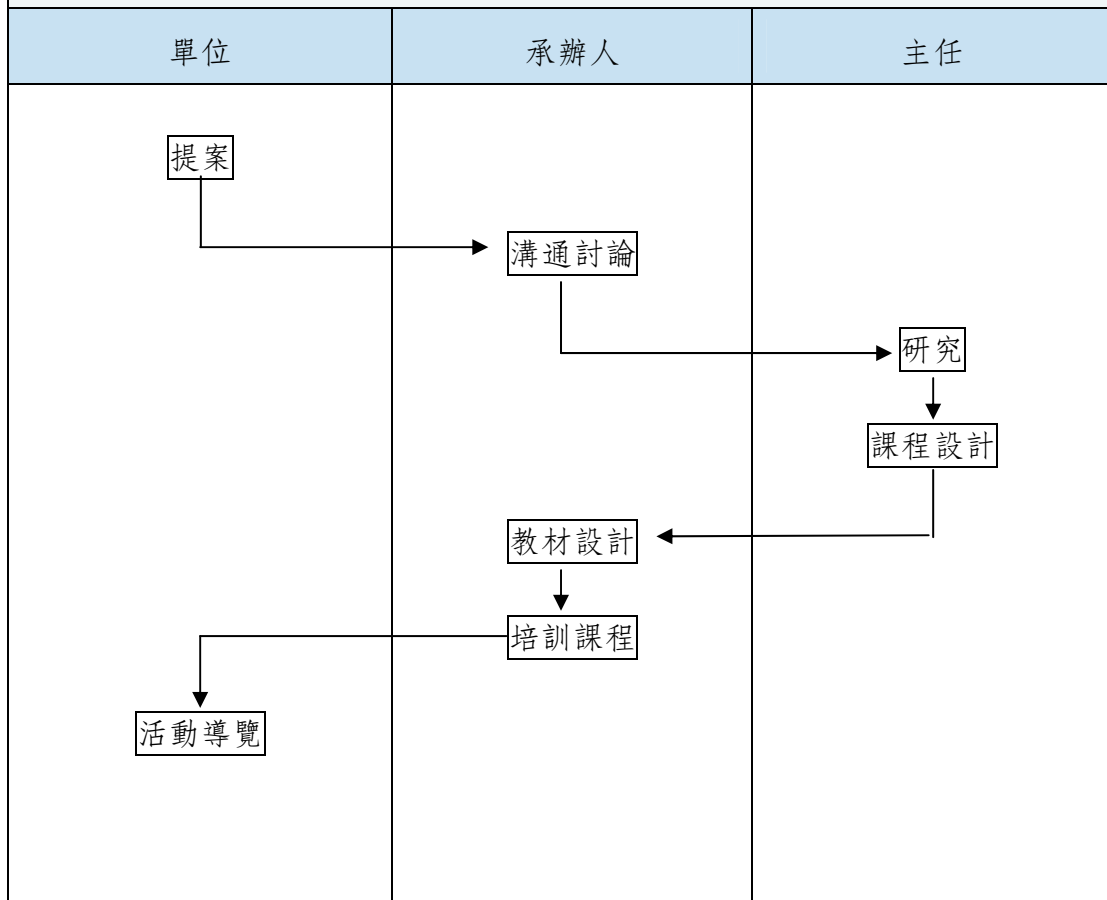 單位
承辦人
主任
提案
溝通討論
研究
課程設計
教材設計
培訓課程
活動導覽